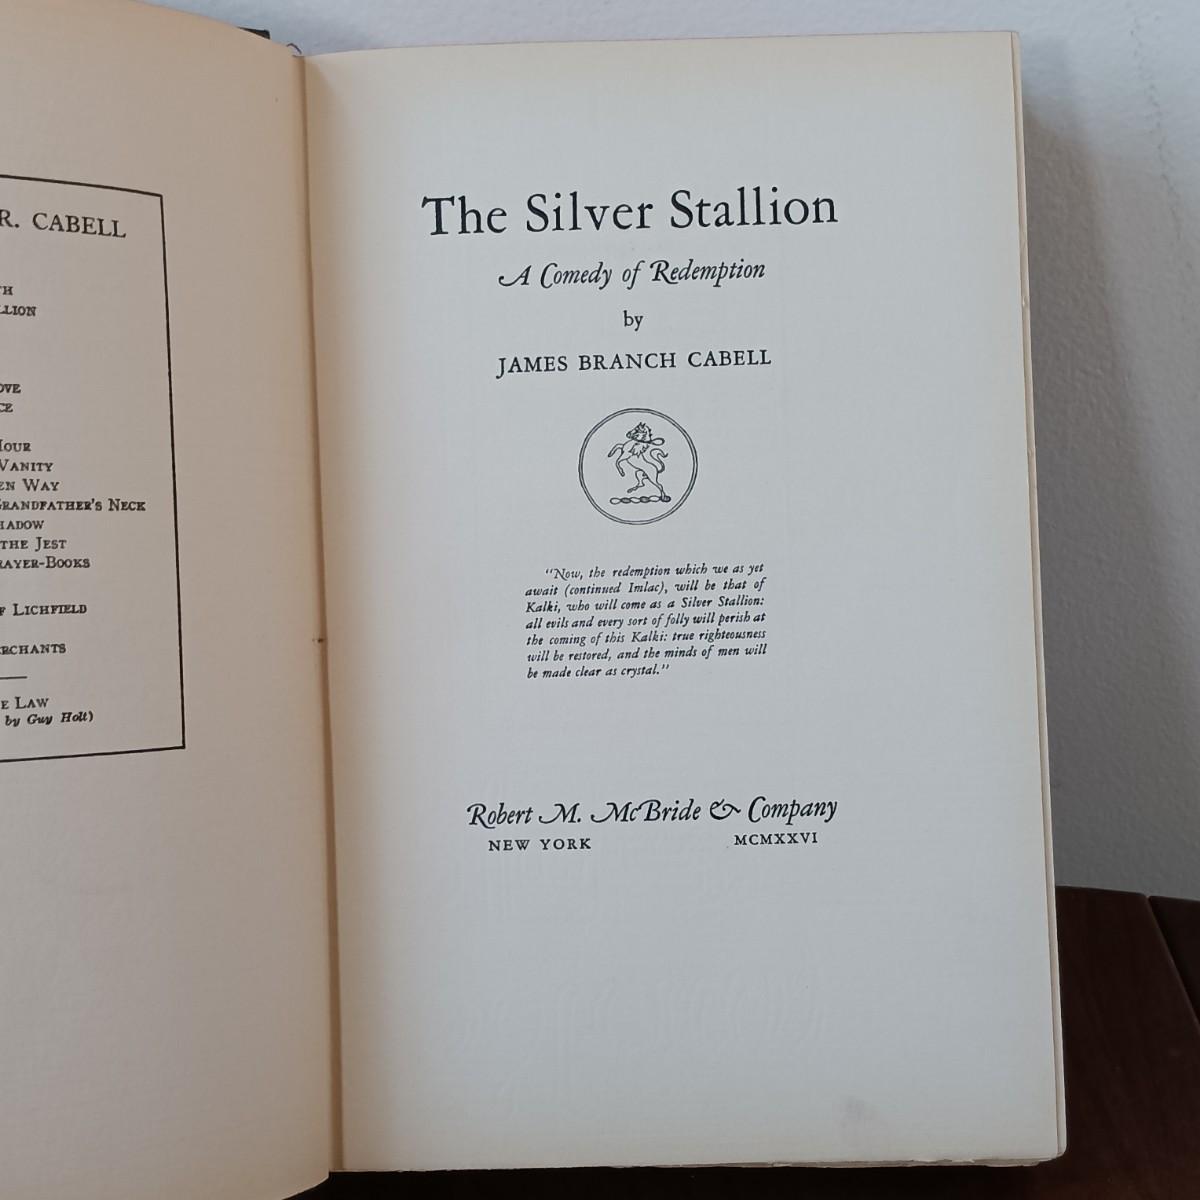 R. CABELL
TH
LLION
OVE
CE
HOUR
VANITY
EN WAY
GRANDFATHER'S NECK
HADOW
THE JEST
RAYER-BOOKS
F LICHFIELD
ERCHANTS
E LAW
by Guy Holt)
The Silver Stallion
A Comedy of Redemption
by
JAMES BRANCH CABELL
"Now, the redemption which we as yet
await (continued Imlac), will be that of
Kalki, who will come as a Silver Stallion:
all evils and every sort of folly will perish at
the coming of this Kalki: true righteousness
will be restored, and the minds of men will
be made clear as crystal."
Robert M. McBride & Company
NEW YORK MCMXXVI